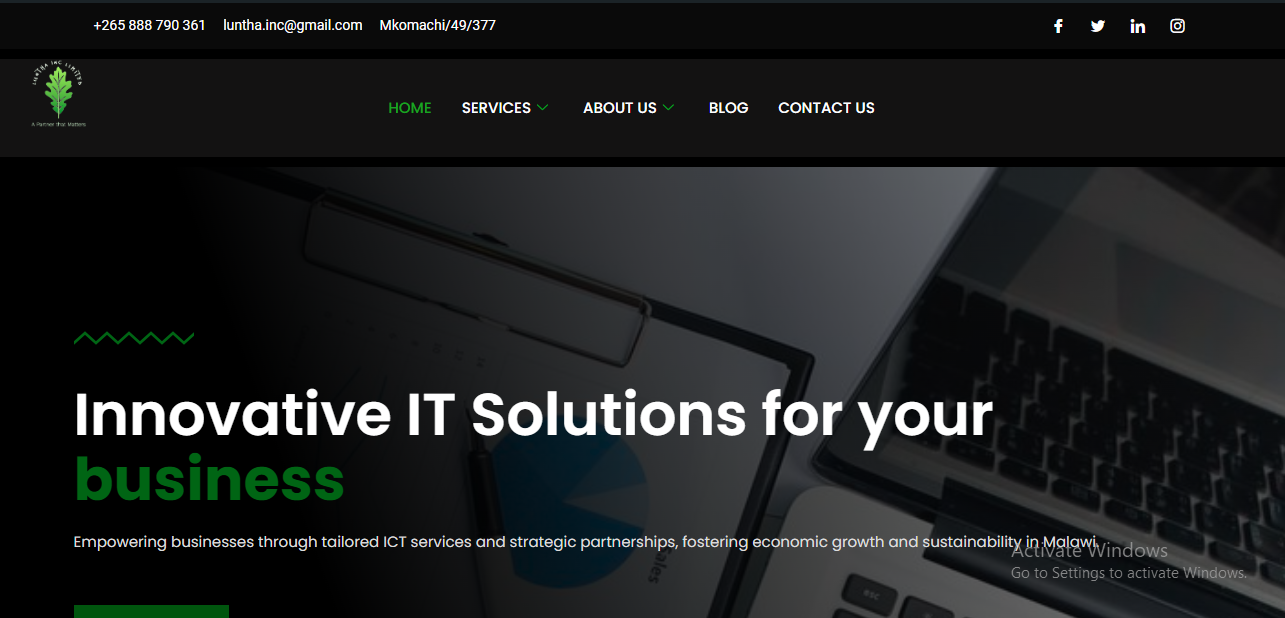 +265 888 790 361 luntha.inc@gmail.com Mkomachi/49/377
LUNTHA INC LIMITED
A Partner that Matters
HOME SERVICES ABOUT US BLOG CONTACT US
Innovative IT Solutions for your
business
Empowering businesses through tailored ICT services and strategic partnerships, fostering economic growth and sustainability in Malawi.
Sales
Activate Windows
Go to Settings to activate Windows.
esc